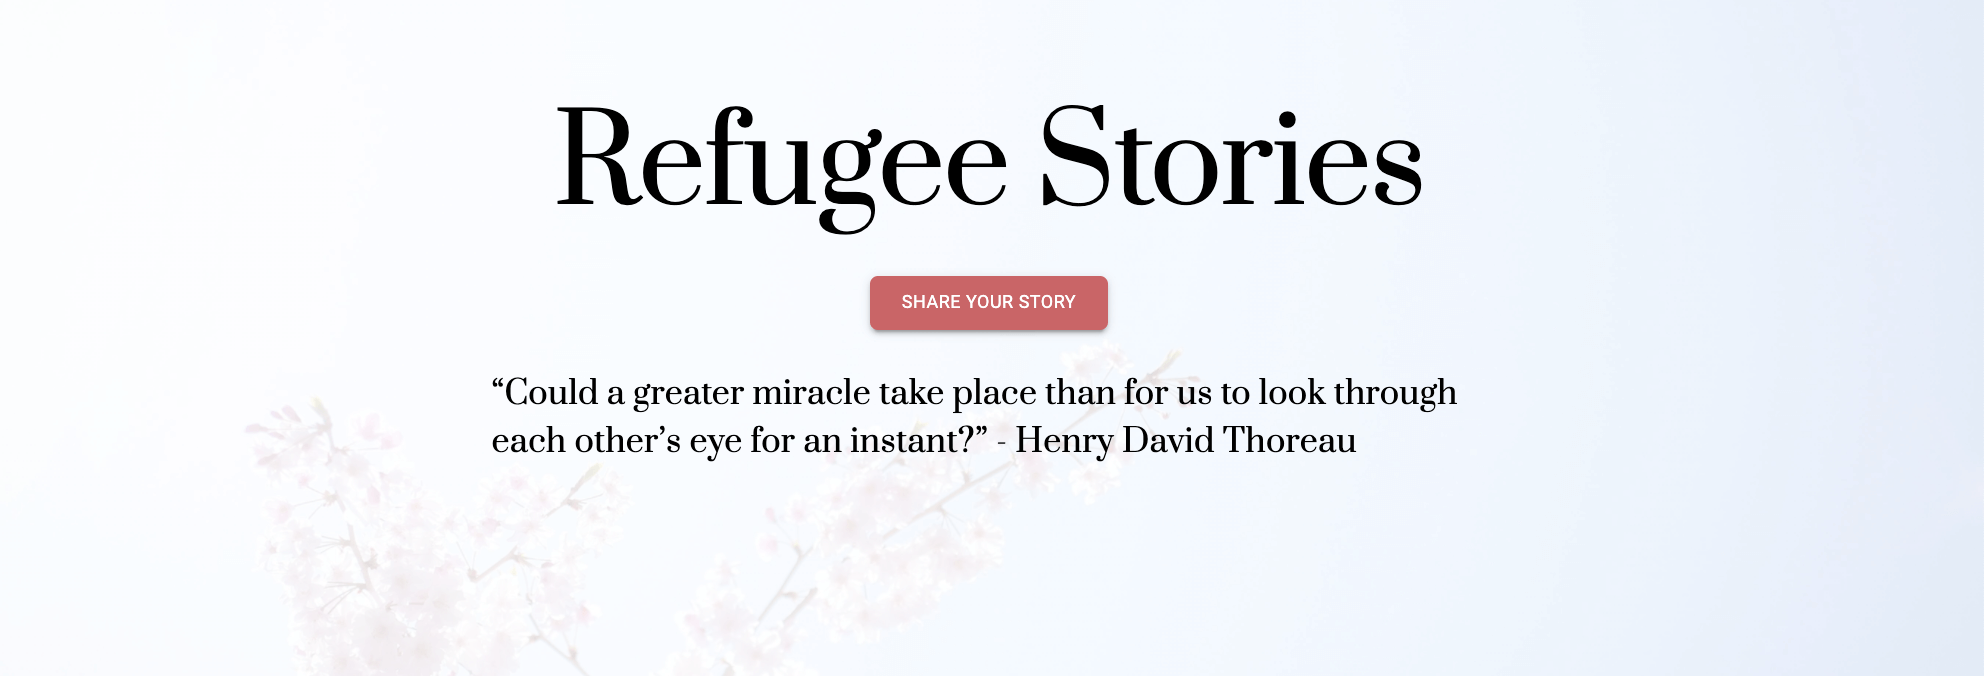 Refugee Stories
SHARE YOUR STORY
“Could a greater miracle take place than for us to look through
each other’s eye for an instant?” - Henry David Thoreau